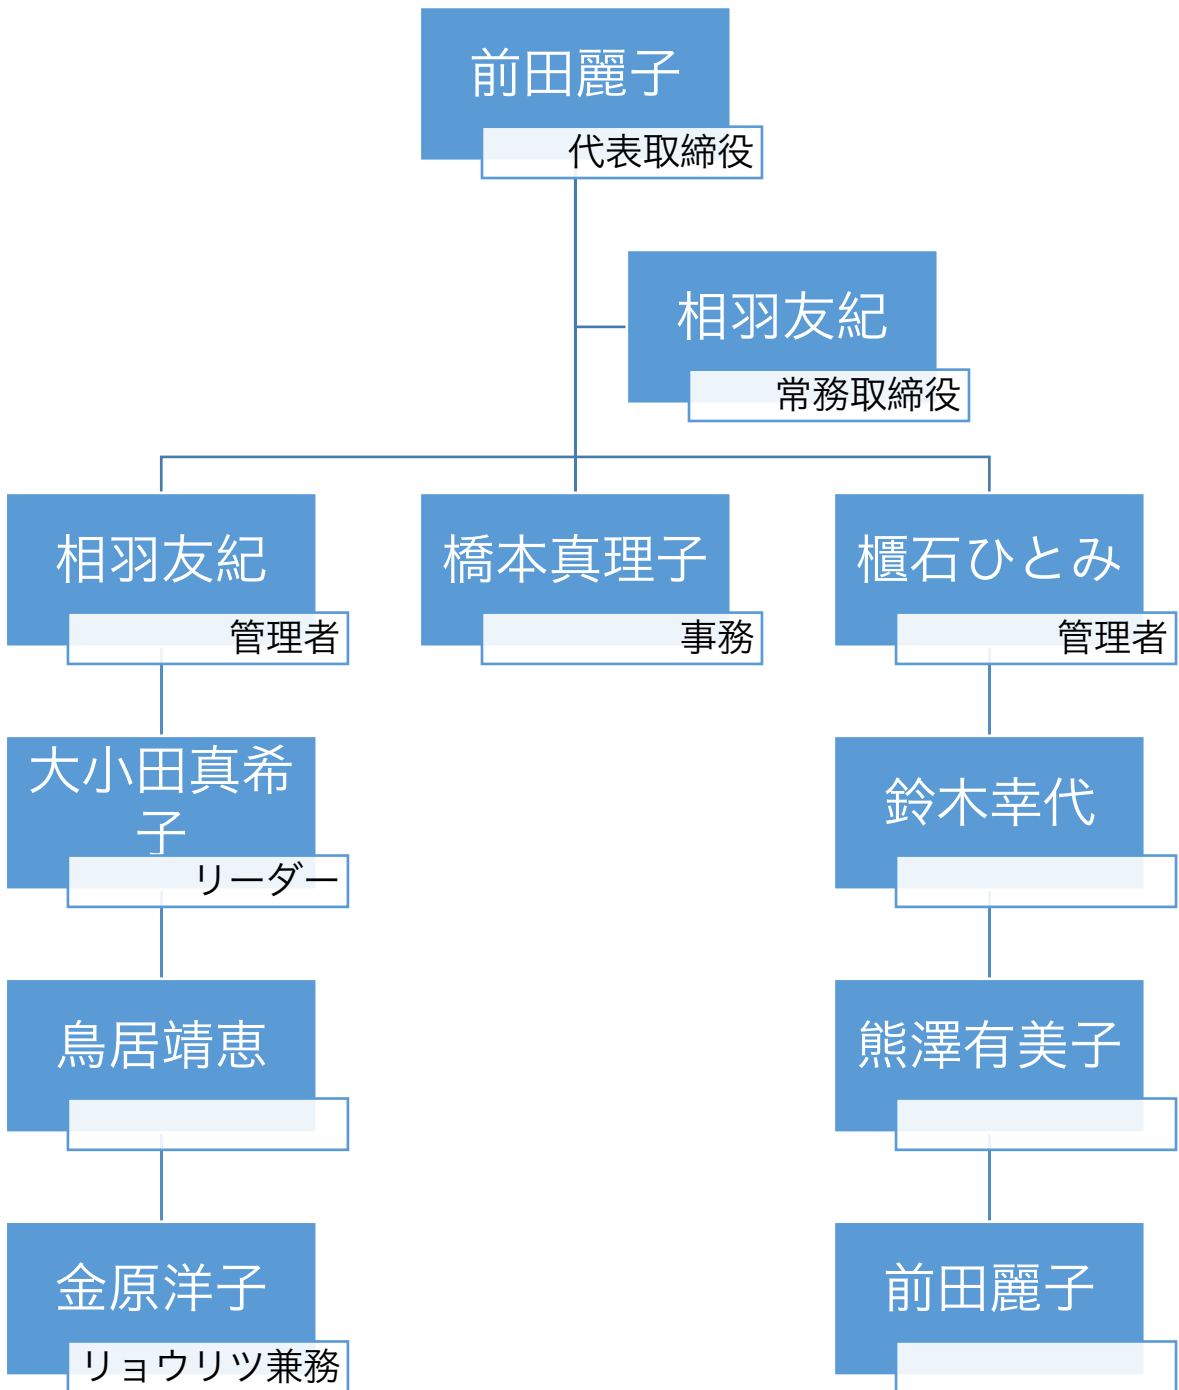 前田麗子
代表取締役
相羽友紀
常務取締役
相羽友紀
管理者
橋本真理子
事務
櫃石ひとみ
管理者
大小田真希
子
リーダー
鈴木幸代
鳥居靖恵
熊澤有美子
金原洋子
リョウリツ兼務
前田麗子